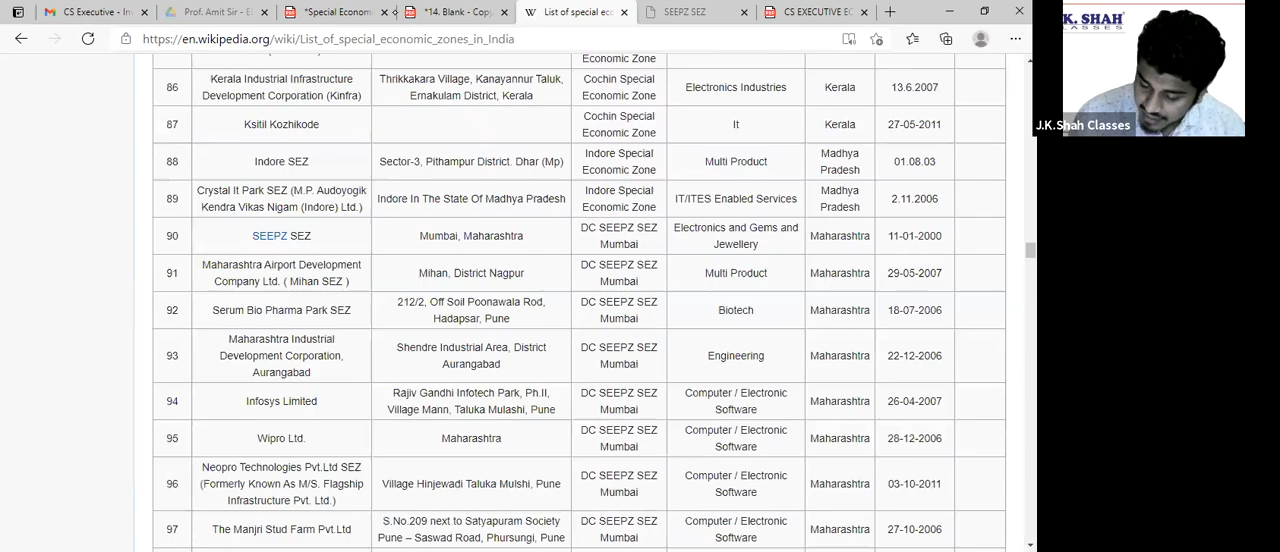 CS Executive - Inv
Prof. Amit Sir - E
*Special Econom
*14. Blank - Copy
List of special eco
SEEPZ SEZ
CS EXECUTIVE EC
https://en.wikipedia.org/wiki/List_of_special_economic_zones_in_India
Economic Zone
86 Kerala Industrial Infrastructure Development Corporation (Kinfra) Thrikkakara Village, Kanayannur Taluk, Ernakulam District, Kerala Cochin Special Economic Zone Electronics Industries Kerala 13.6.2007
87 Ksitil Kozhikode Cochin Special Economic Zone It Kerala 27-05-2011
88 Indore SEZ Sector-3, Pithampur District. Dhar (Mp) Indore Special Economic Zone Multi Product Madhya Pradesh 01.08.03
89 Crystal It Park SEZ (M.P. Audoyogik Kendra Vikas Nigam (Indore) Ltd.) Indore In The State Of Madhya Pradesh Indore Special Economic Zone IT/ITES Enabled Services Madhya Pradesh 2.11.2006
90 SEEPZ SEZ Mumbai, Maharashtra DC SEEPZ SEZ Mumbai Electronics and Gems and Jewellery Maharashtra 11-01-2000
91 Maharashtra Airport Development Company Ltd. ( Mihan SEZ ) Mihan, District Nagpur DC SEEPZ SEZ Mumbai Multi Product Maharashtra 29-05-2007
92 Serum Bio Pharma Park SEZ 212/2, Off Soil Poonawala Rod, Hadapsar, Pune DC SEEPZ SEZ Mumbai Biotech Maharashtra 18-07-2006
93 Maharashtra Industrial Development Corporation, Aurangabad Shendre Industrial Area, District Aurangabad DC SEEPZ SEZ Mumbai Engineering Maharashtra 22-12-2006
94 Infosys Limited Rajiv Gandhi Infotech Park, Ph.II, Village Mann, Taluka Mulashi, Pune DC SEEPZ SEZ Mumbai Computer / Electronic Software Maharashtra 26-04-2007
95 Wipro Ltd. Maharashtra DC SEEPZ SEZ Mumbai Computer / Electronic Software Maharashtra 28-12-2006
96 Neopro Technologies Pvt.Ltd SEZ (Formerly Known As M/S. Flagship Infrastructure Pvt. Ltd.) Village Hinjewadi Taluka Mulshi, Pune DC SEEPZ SEZ Mumbai Computer / Electronic Software Maharashtra 03-10-2011
97 The Manjri Stud Farm Pvt.Ltd S.No.209 next to Satyapuram Society Pune – Saswad Road, Phursungi, Pune DC SEEPZ SEZ Mumbai Computer / Electronic Software Maharashtra 27-10-2006
K. SHAH
CLASSES
J.K.Shah Classes